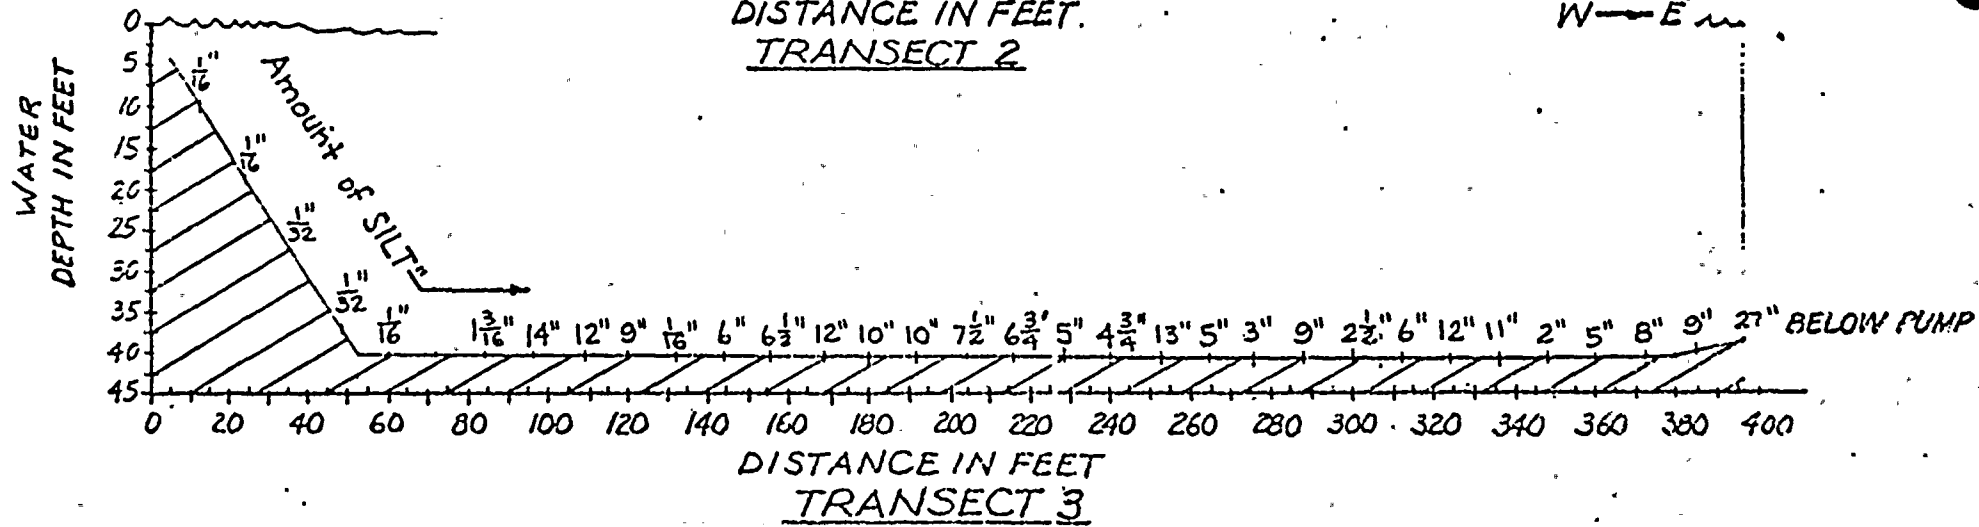 DISTANCE IN FEET.
TRANSECT 2
W — E
WATER
DEPTH IN FEET
0
5
10
15
20
25
30
35
40
45
Amount of SILT"
1/16"
1/16"
1/32"
1/32"
1/16" 1 3/16" 14" 12" 9" 1/16" 6" 6 1/2" 12" 10" 10" 7 1/2" 6 3/4" 5" 4 3/4" 13" 5" 3" 9" 2 1/2" 6" 12" 11" 2" 5" 8" 9" 27" BELOW PUMP
0 20 40 60 80 100 120 140 160 180 200 220 240 260 280 300 320 340 360 380 400
DISTANCE IN FEET
TRANSECT 3